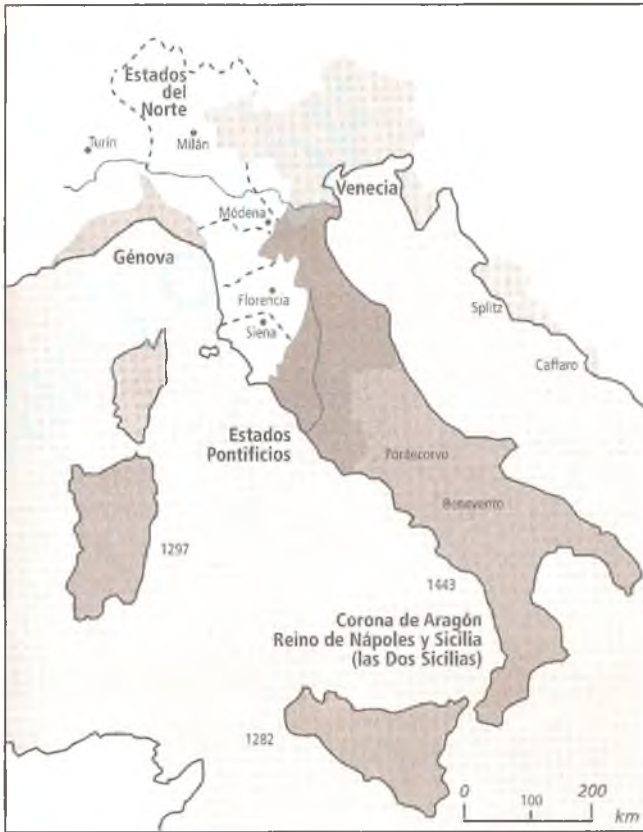 Estados
del
Norte
Turín
Milán
Venecia
Módena
Génova
Florencia
Siena
Splitz
Caffaro
Estados
Pontificios
Pontecorvo
Benevento
1297
1443
Corona de Aragón
Reino de Nápoles y Sicilia
(las Dos Sicilias)
1282
0 100 200
km